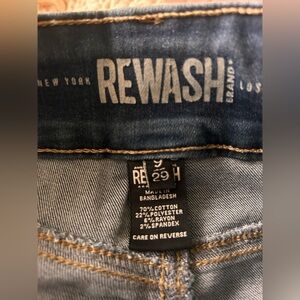 NEW YORK REWASH BRAND LOS
9
29
MADE IN
BANGLADESH
70%COTTON
22%POLYESTER
6%RAYON
2%SPANDEX
CARE ON REVERSE